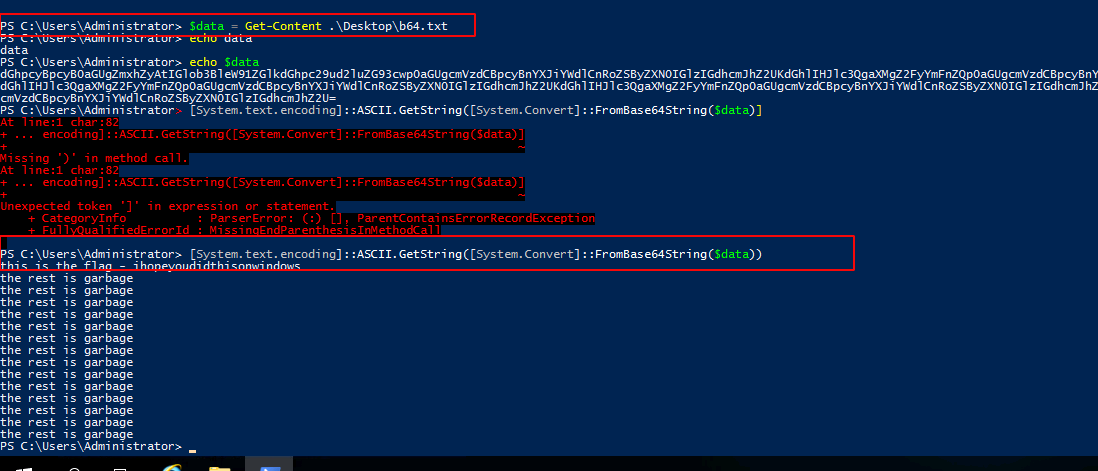 PS C:\Users\Administrator> $data = Get-Content .\Desktop\b64.txt
PS C:\Users\Administrator> echo data
data
PS C:\Users\Administrator> echo $data
PS C:\Users\Administrator> [System.text.encoding]::ASCII.GetString([System.Convert]::FromBase64String($data)]
At line:1 char:82
+ ... encoding]::ASCII.GetString([System.Convert]::FromBase64String($data)]
+ ~
Missing ')' in method call.
At line:1 char:82
+ ... encoding]::ASCII.GetString([System.Convert]::FromBase64String($data)]
+ ~
Unexpected token ']' in expression or statement.
+ CategoryInfo : ParserError: (:) [], ParentContainsErrorRecordException
+ FullyQualifiedErrorId : MissingEndParenthesisInMethodCall
PS C:\Users\Administrator> [System.text.encoding]::ASCII.GetString([System.Convert]::FromBase64String($data))
this is the flag - ihopeyoudidthisonwindows
the rest is garbage
the rest is garbage
the rest is garbage
the rest is garbage
the rest is garbage
the rest is garbage
the rest is garbage
the rest is garbage
the rest is garbage
the rest is garbage
the rest is garbage
the rest is garbage
the rest is garbage
the rest is garbage
PS C:\Users\Administrator> _